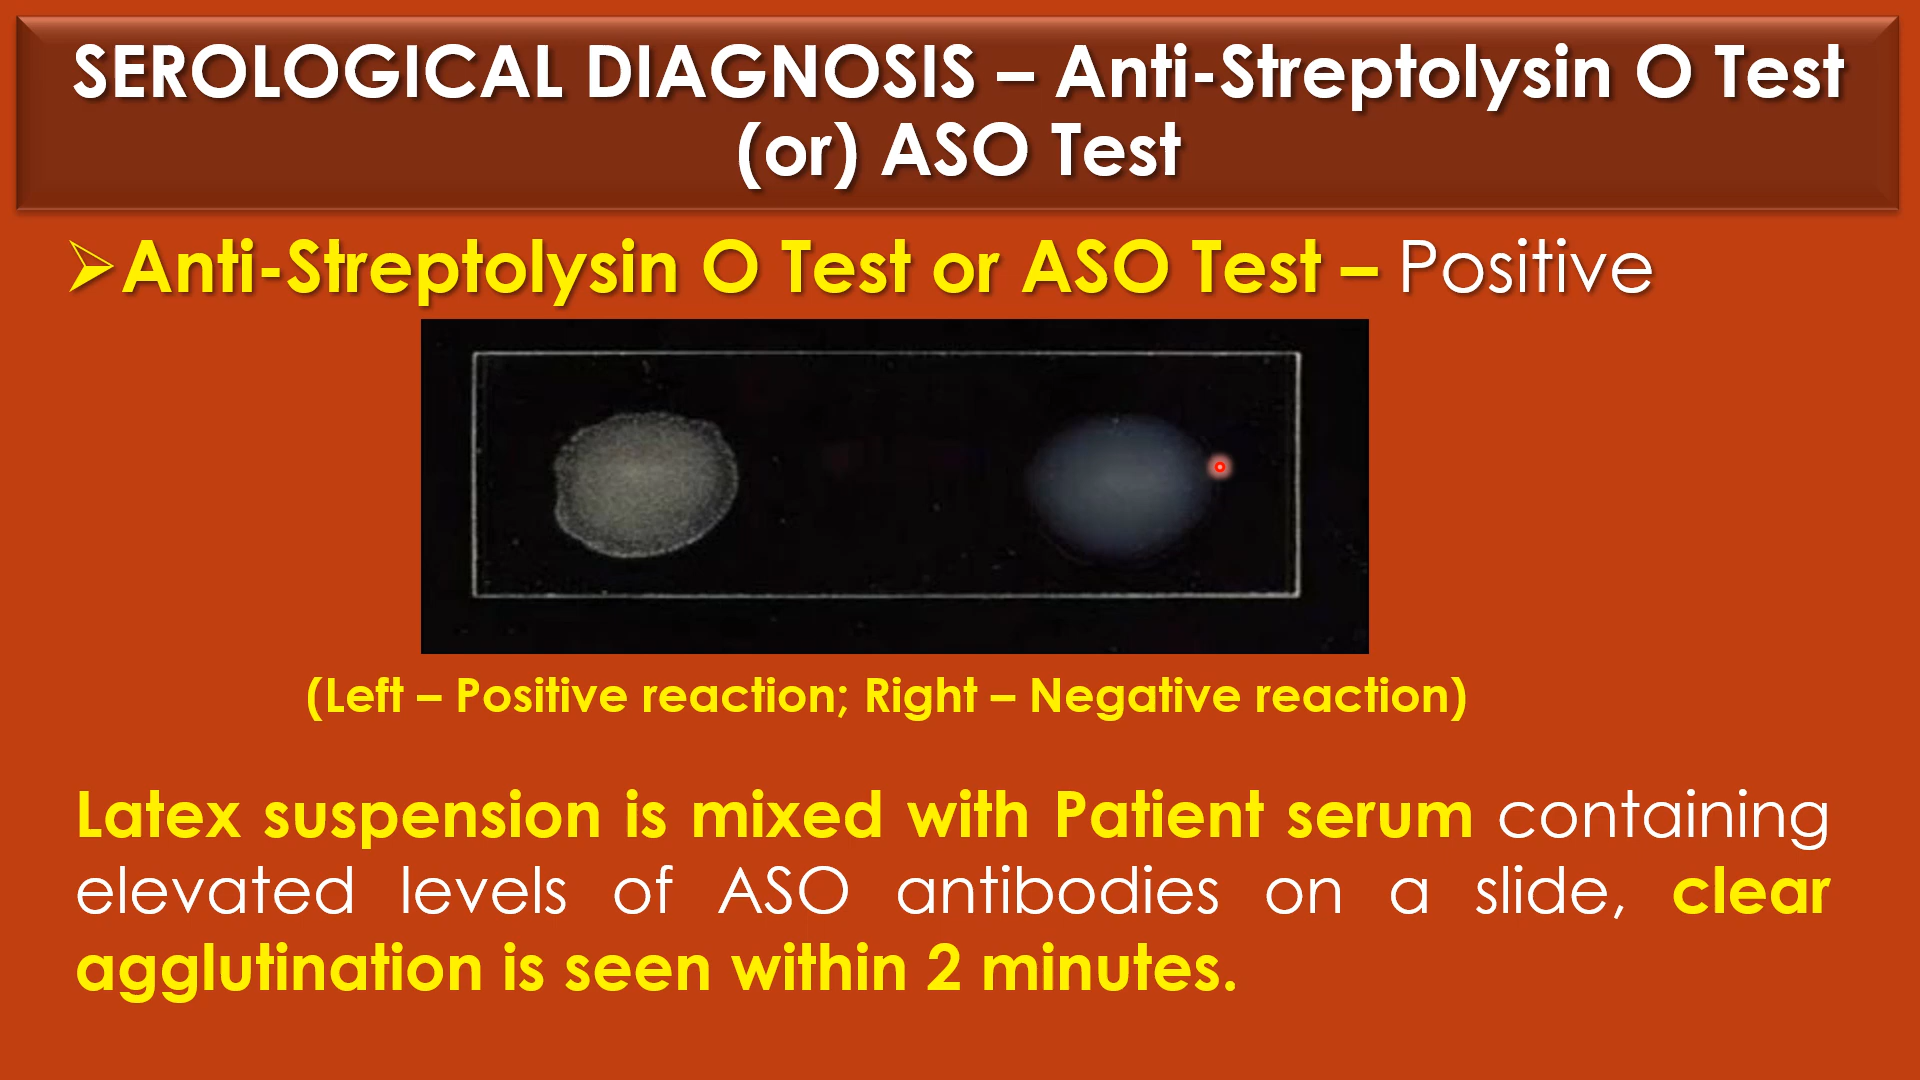 SEROLOGICAL DIAGNOSIS – Anti-Streptolysin O Test
(or) ASO Test
➢Anti-Streptolysin O Test or ASO Test – Positive
(Left – Positive reaction; Right – Negative reaction)
Latex suspension is mixed with Patient serum containing
elevated levels of ASO antibodies on a slide, clear
agglutination is seen within 2 minutes.